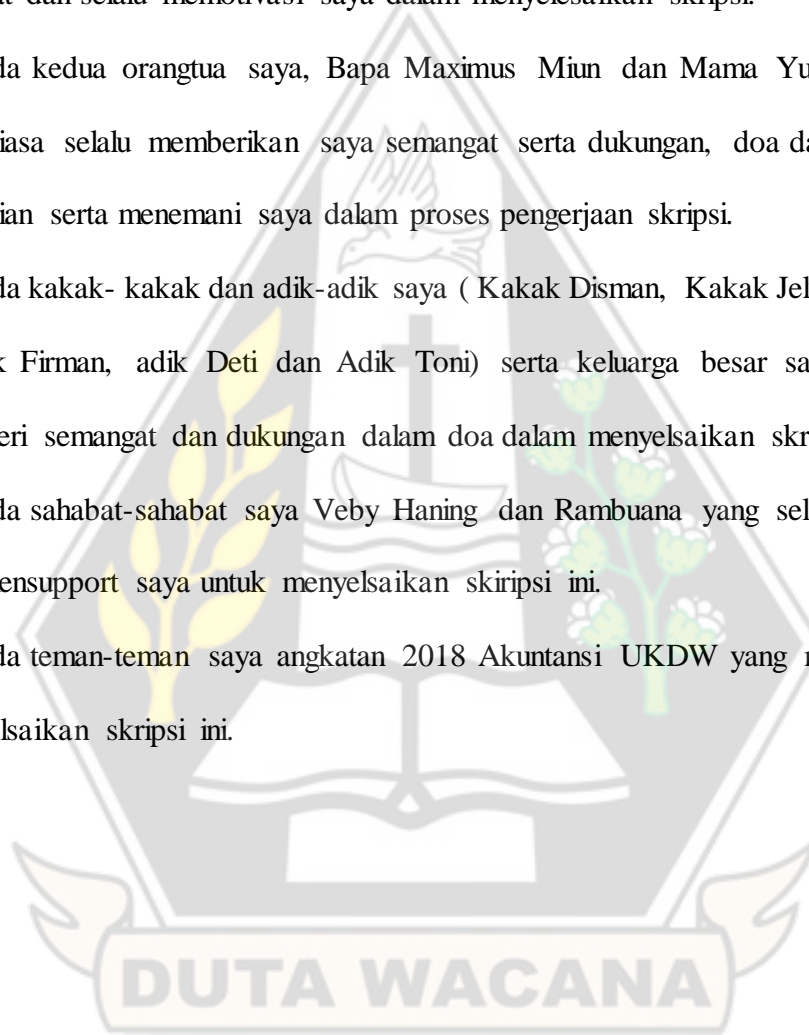 at dan selalu memotivasi saya dalam menyelesaikan skripsi.
da kedua orangtua saya, Bapa Maximus Miun dan Mama Yu
iasa selalu memberikan saya semangat serta dukungan, doa da
ian serta menemani saya dalam proses pengerjaan skripsi.
da kakak- kakak dan adik-adik saya ( Kakak Disman, Kakak Jel
k Firman, adik Deti dan Adik Toni) serta keluarga besar sa
eri semangat dan dukungan dalam doa dalam menyelsaikan skr
da sahabat-sahabat saya Veby Haning dan Rambuana yang sel
ensupport saya untuk menyelsaikan skiripsi ini.
da teman-teman saya angkatan 2018 Akuntansi UKDW yang
lsaikan skripsi ini.
DUTA WACANA